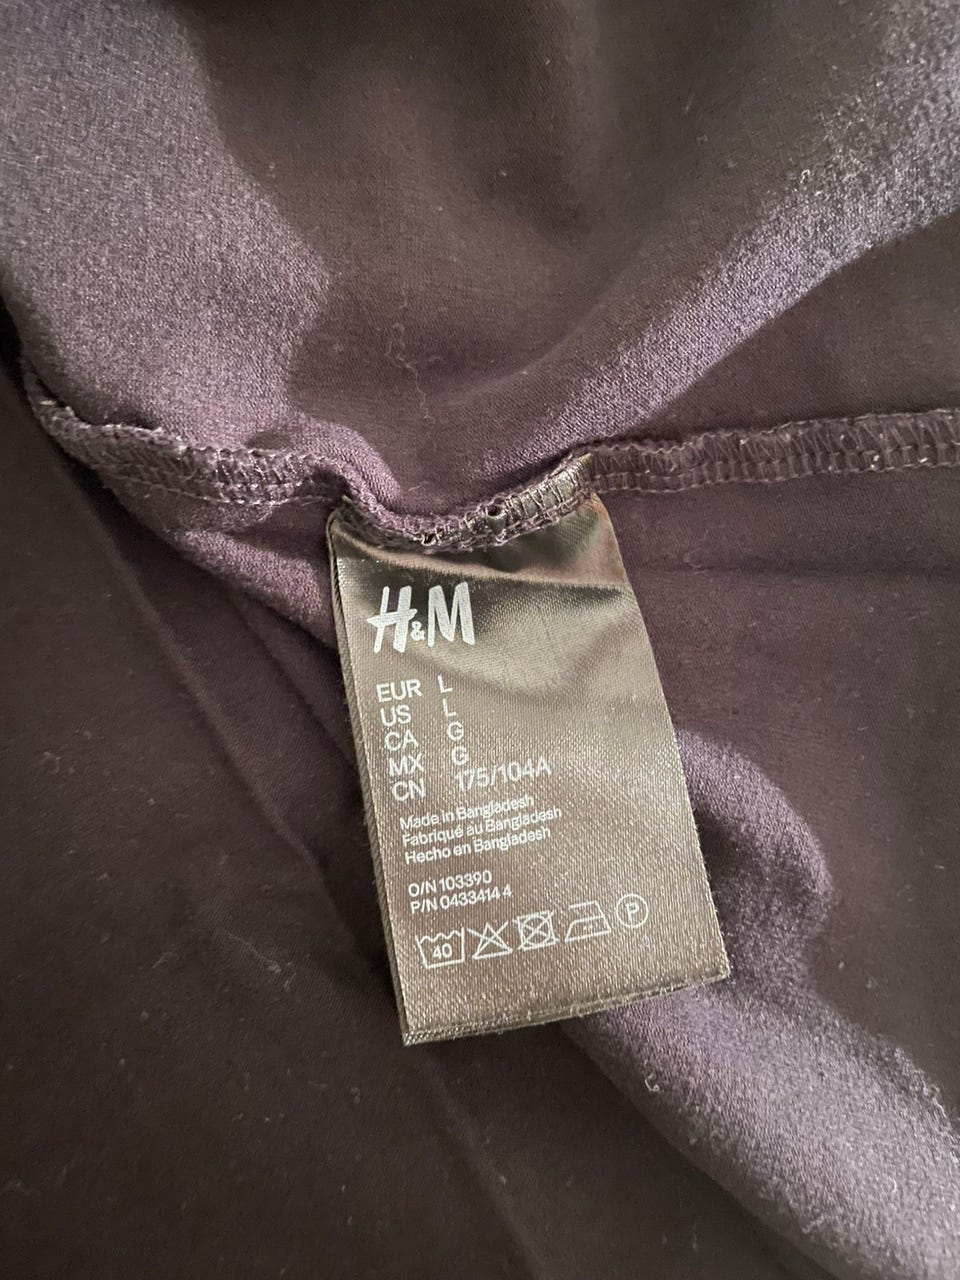 H&M
EUR L
US L
CA G
MX G
CN 175/104A
Made in Bangladesh
Fabriqué au Bangladesh
Hecho en Bangladesh
O/N 103390
P/N 0433414 4
40 P